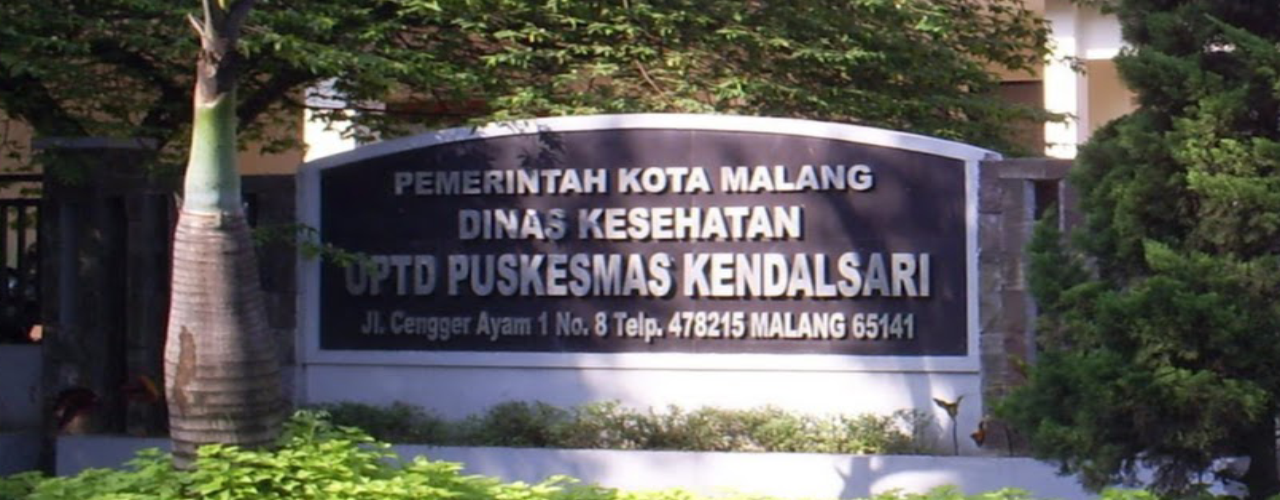 PEMERINTAH KOTA MALANG
DINAS KESEHATAN
UPTD PUSKESMAS KENDALSARI
Jl. Cengger Ayam 1 No. 8 Telp. 478215 MALANG 65141